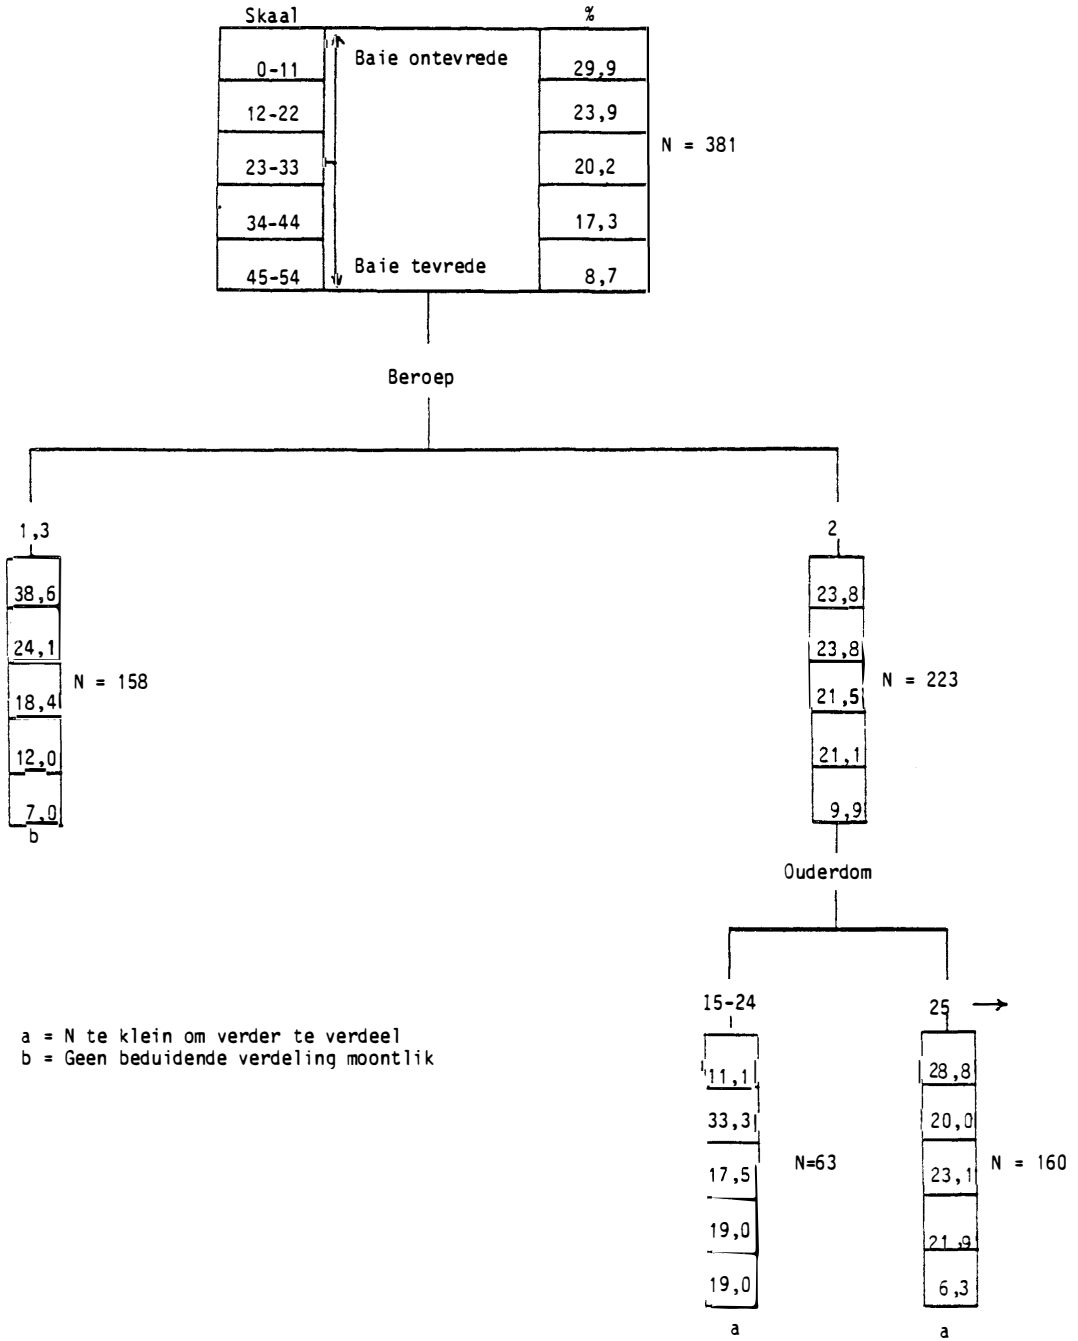 Skaal %
0-11 Baie ontevrede 29,9
12-22 23,9
N = 381
23-33 20,2
34-44 17,3
45-54 Baie tevrede 8,7
Beroep
1,3
38,6
24,1
N = 158
18,4
12,0
7,0
b
2
23,8
23,8
N = 223
21,5
21,1
9,9
Ouderdom
15-24
11,1
33,3
N=63
17,5
19,0
19,0
a
25 →
28,8
20,0
N = 160
23,1
21,9
6,3
a
a = N te klein om verder te verdeel
b = Geen beduidende verdeling moontlik